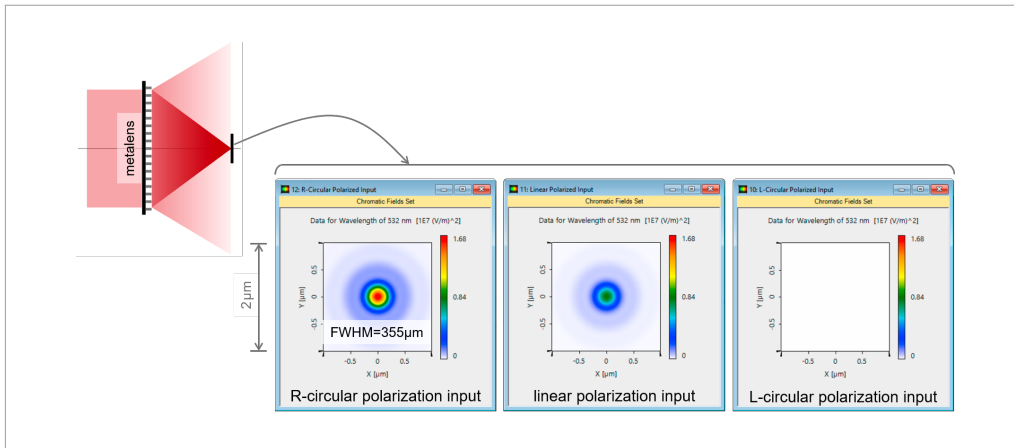 metalens
2μm
12: R-Circular Polarized Input
Chromatic Fields Set
Data for Wavelength of 532 nm [1E7 (V/m)^2]
1.68
0.84
0
0.5
0
-0.5
Y [μm]
-0.5
0
0.5
X [μm]
FWHM=355μm
R-circular polarization input
11: Linear Polarized Input
Chromatic Fields Set
Data for Wavelength of 532 nm [1E7 (V/m)^2]
1.68
0.84
0
0.5
0
-0.5
Y [μm]
-0.5
0
0.5
X [μm]
linear polarization input
10: L-Circular Polarized Input
Chromatic Fields Set
Data for Wavelength of 532 nm [1E7 (V/m)^2]
1.68
0.84
0
0.5
0
-0.5
Y [μm]
-0.5
0
0.5
X [μm]
L-circular polarization input